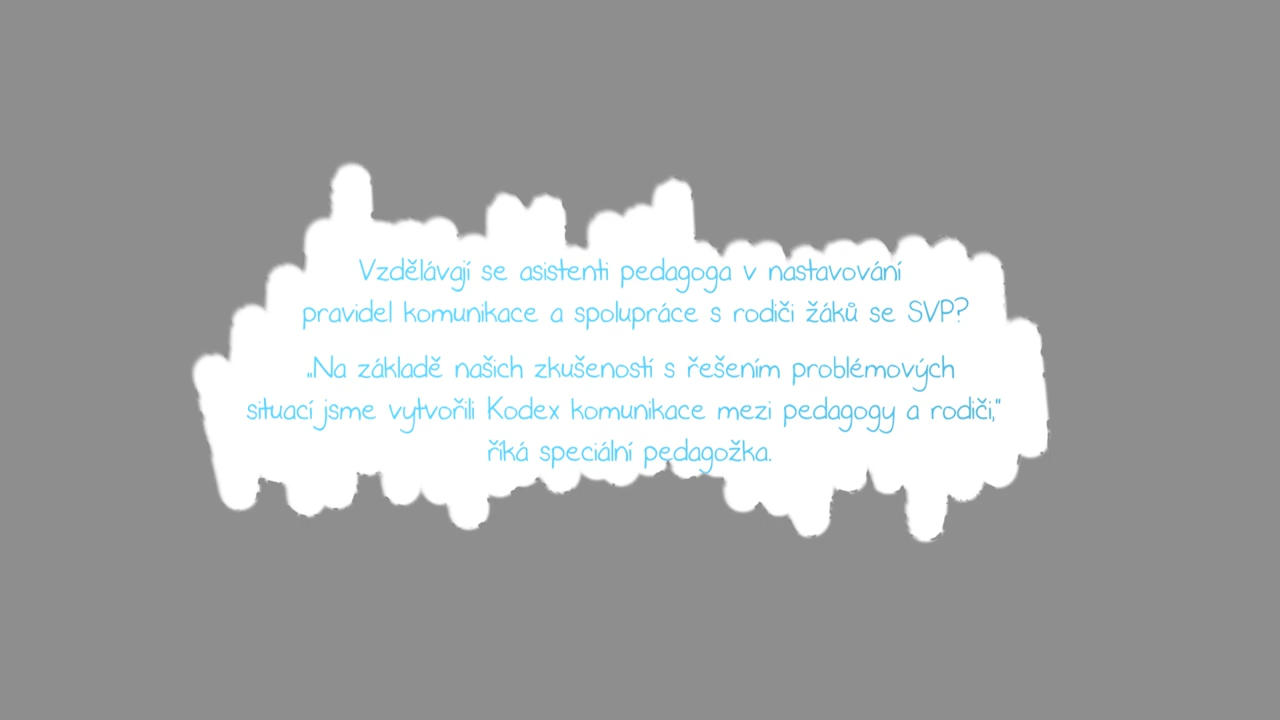 Vzdělávají se asistenti pedagoga v nastavování
pravidel komunikace a spolupráce s rodiči žáků se SVP?
„Na základě našich zkušeností s řešením problémových
situací jsme vytvořili Kodex komunikace mezi pedagogy a rodiči,“
říká speciální pedagožka.